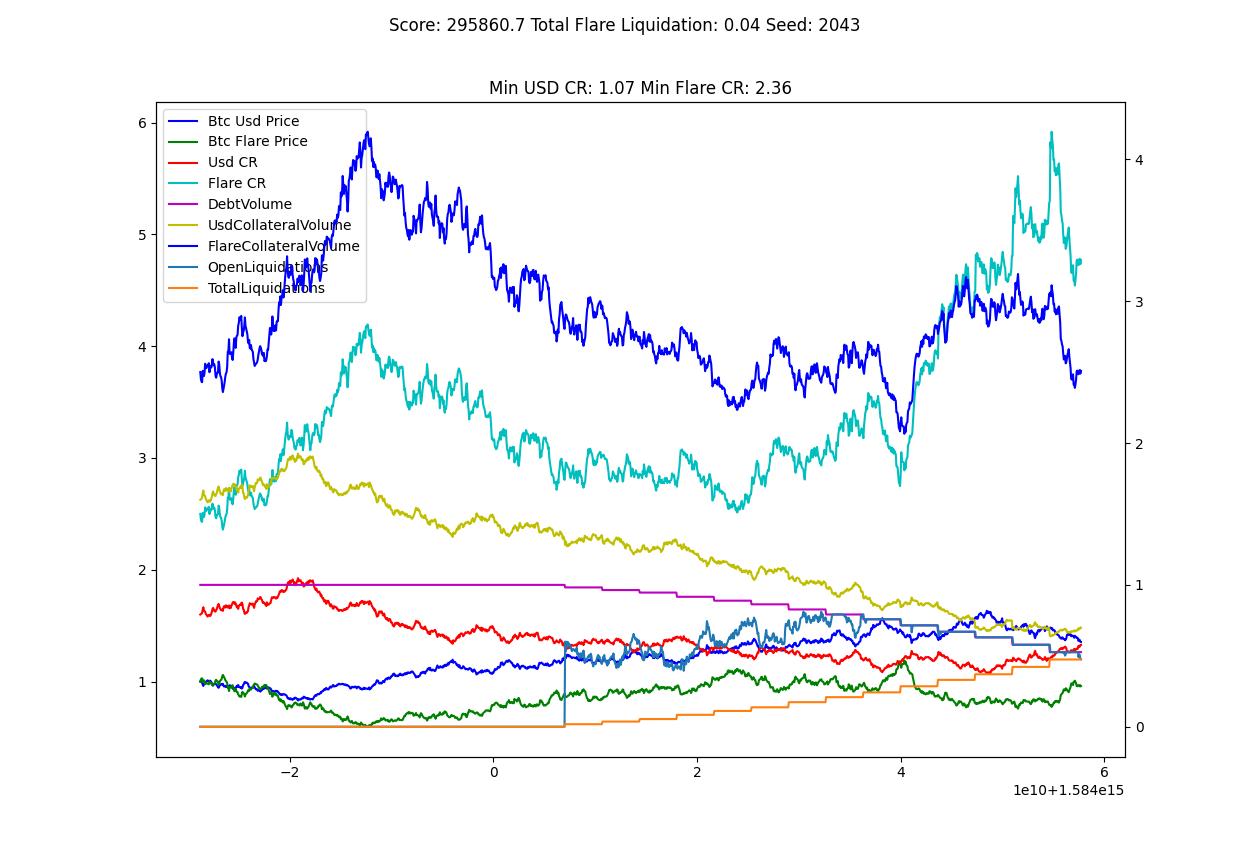 Score: 295860.7 Total Flare Liquidation: 0.04 Seed: 2043
Min USD CR: 1.07 Min Flare CR: 2.36
Btc Usd Price
Btc Flare Price
Usd CR
Flare CR
DebtVolume
UsdCollateralVolume
FlareCollateralVolume
OpenLiquidations
TotalLiquidations
6
5
4
3
2
1
4
3
2
1
0
−2
0
2
4
6
1e10+1.584e15